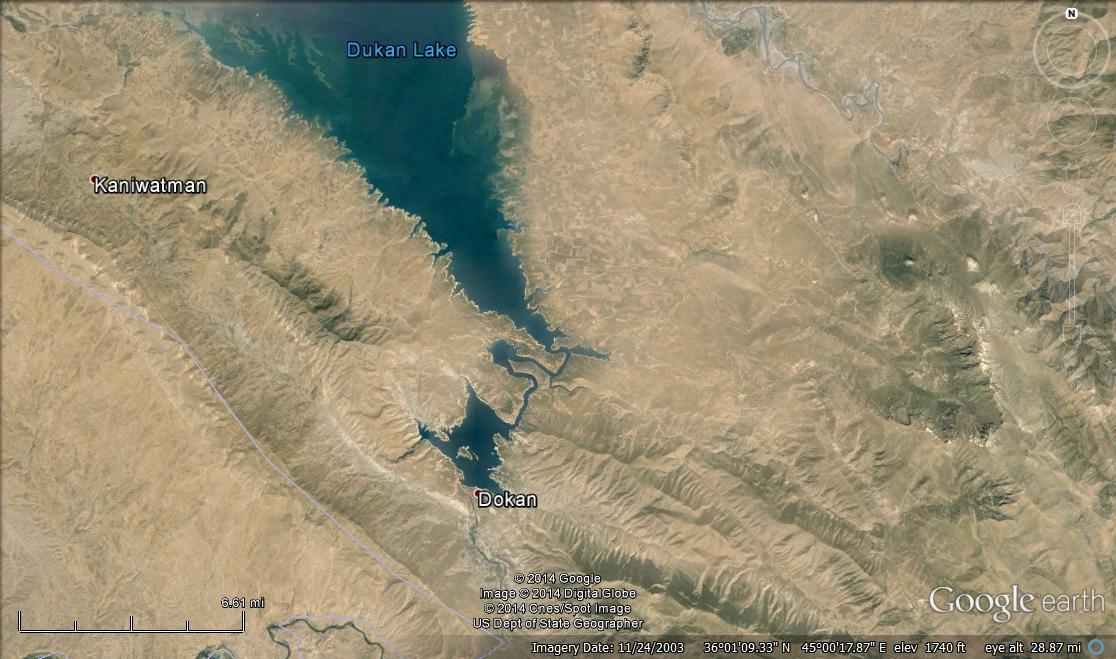 N
Dukan Lake
Kaniwatman
Dokan
© 2014 Google
Image © 2014 DigitalGlobe
© 2014 Cnes/Spot Image
US Dept of State Geographer
6.61 mi
Google earth
Imagery Date: 11/24/2003 36°01'09.33" N 45°00'17.87" E elev 1740 ft eye alt 28.87 mi